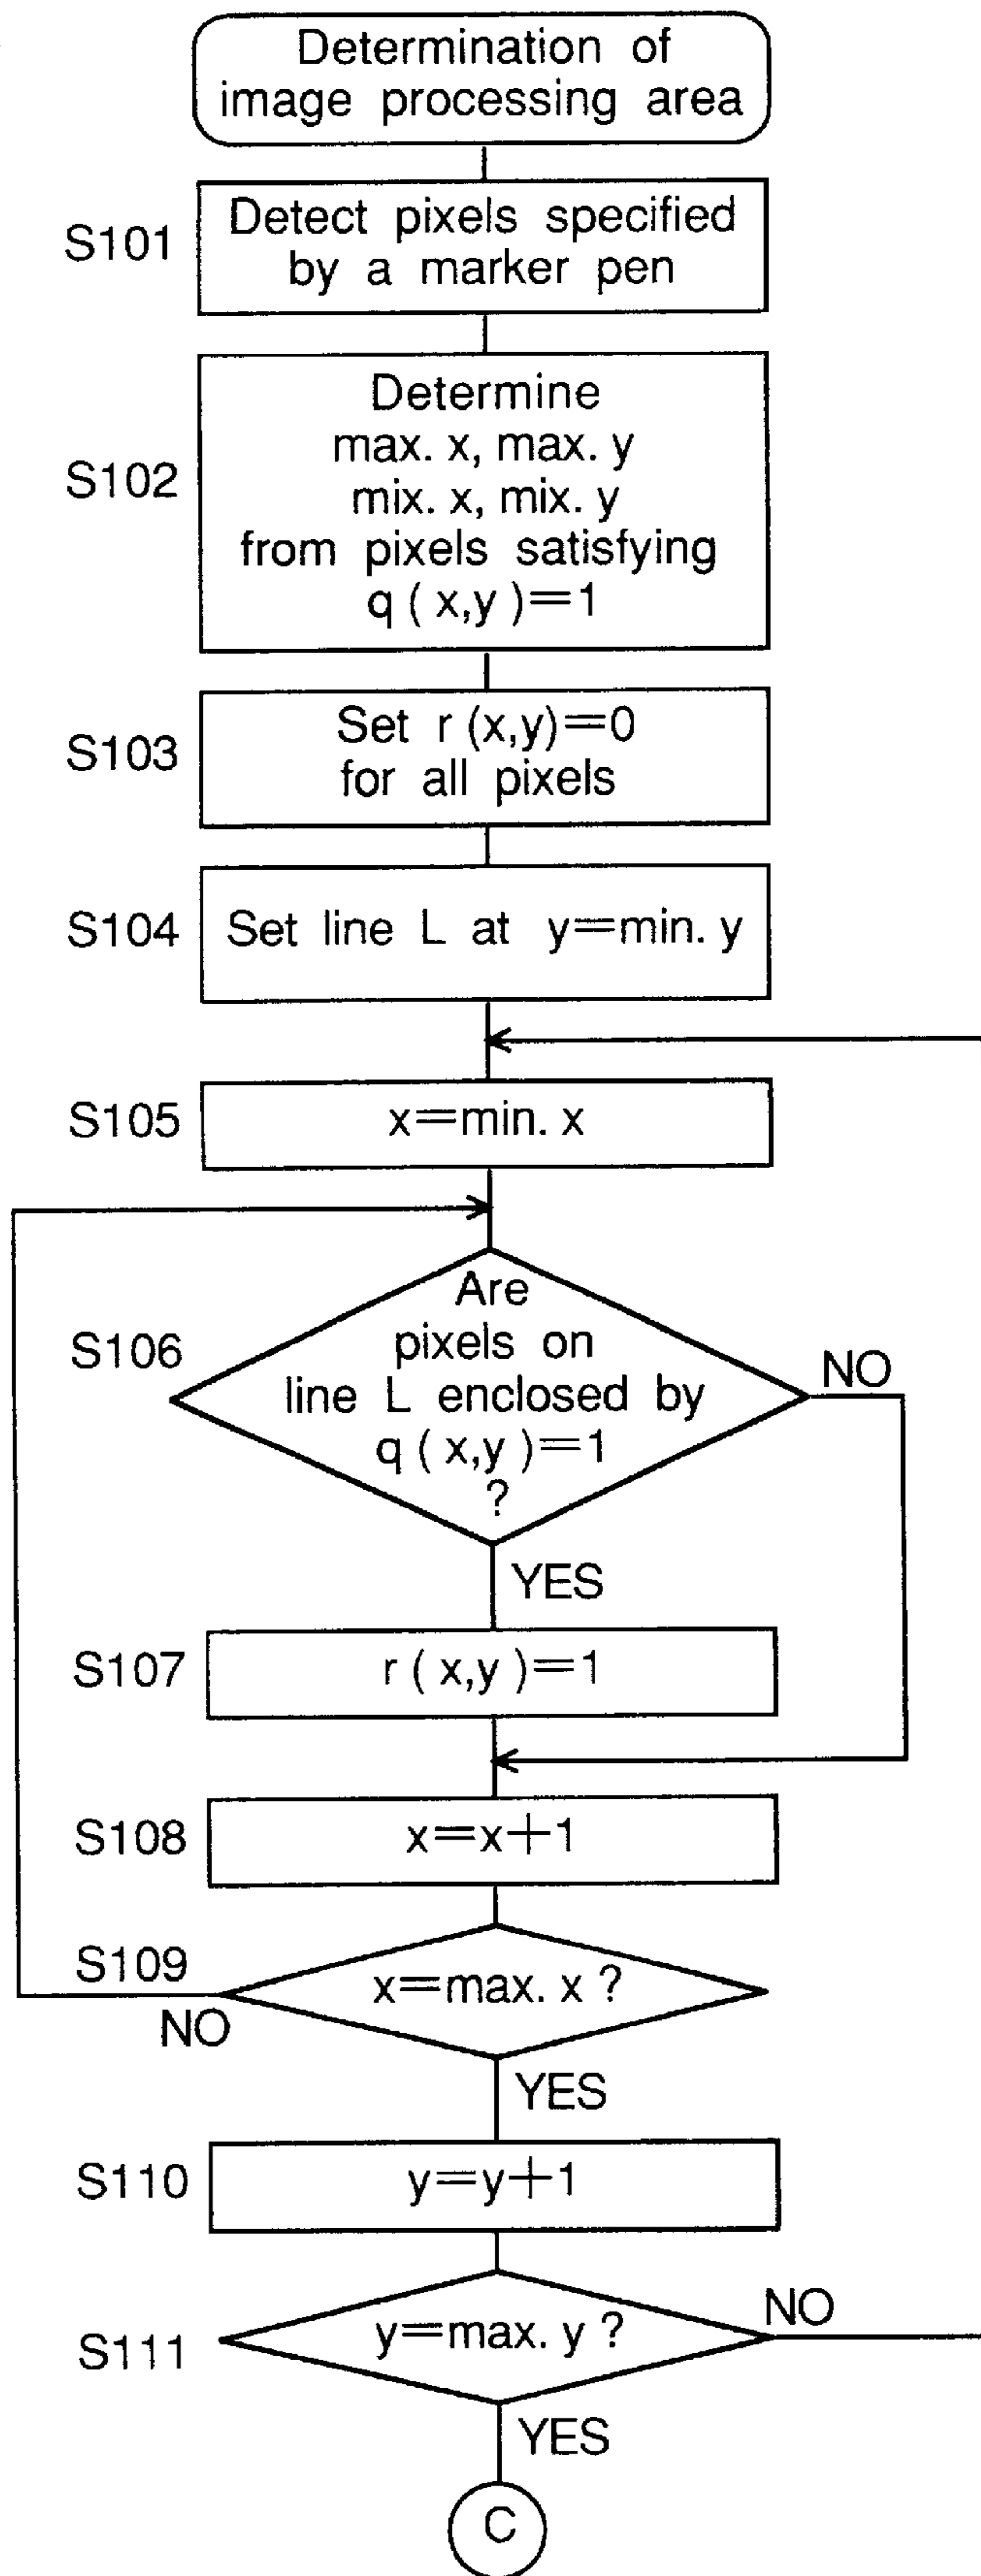 Determination of
image processing area
S101
Detect pixels specified
by a marker pen
S102
Determine
max. x, max. y
mix. x, mix. y
from pixels satisfying
q ( x,y )=1
S103
Set r (x,y)=0
for all pixels
S104
Set line L at y=min. y
S105
x=min. x
S106
Are
pixels on
line L enclosed by
q ( x,y )=1
?
NO
YES
S107
r ( x,y )=1
S108
x=x+1
S109
x=max. x ?
NO
YES
S110
y=y+1
S111
y=max. y ?
NO
YES
C